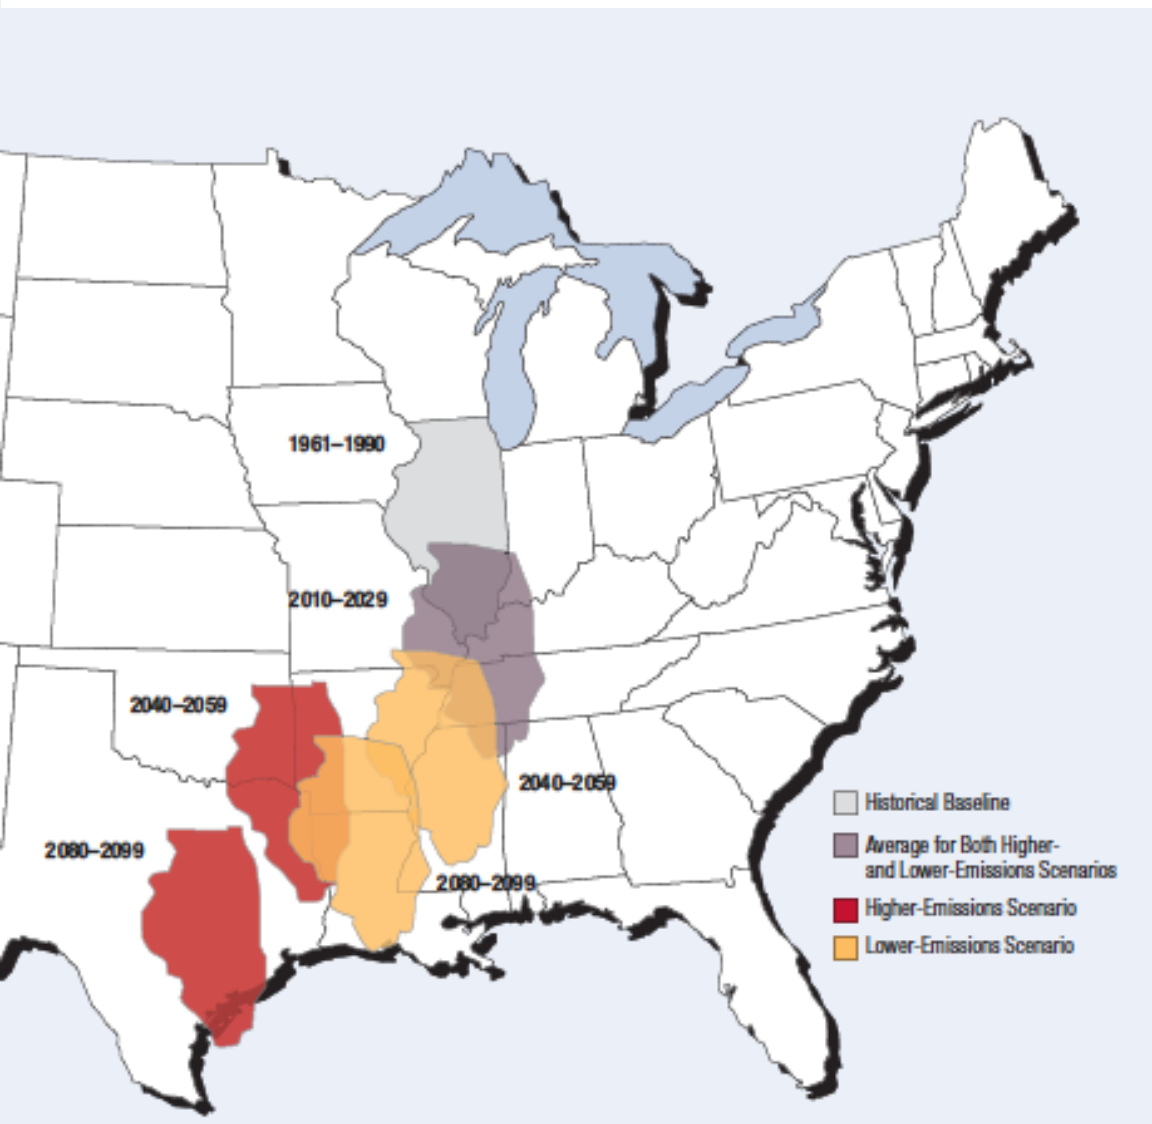 1961–1990
2010–2029
2040–2059
2040–2059
2080–2099
2080–2099
Historical Baseline
Average for Both Higher-
and Lower-Emissions Scenarios
Higher-Emissions Scenario
Lower-Emissions Scenario